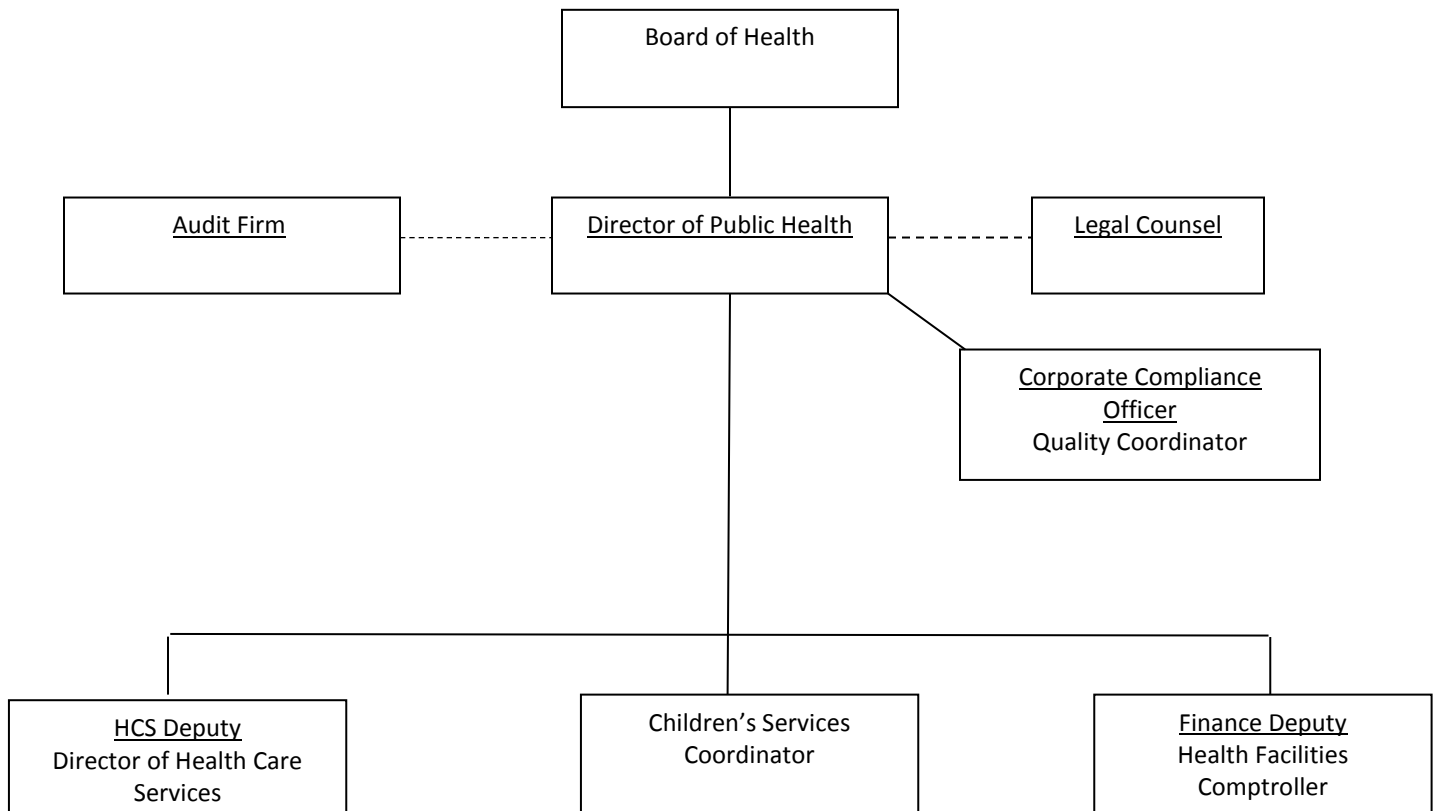 Board of Health
Audit Firm
Director of Public Health
Legal Counsel
Corporate Compliance
Officer
Quality Coordinator
HCS Deputy
Director of Health Care
Services
Children’s Services
Coordinator
Finance Deputy
Health Facilities
Comptroller